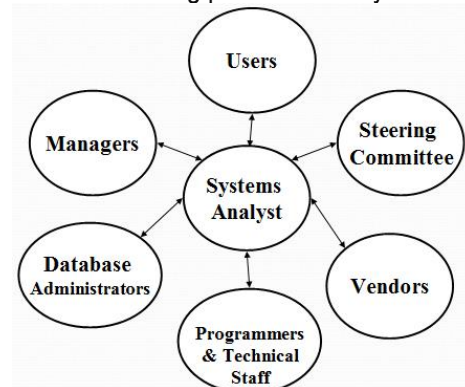 Users
Managers
Steering
Committee
Systems
Analyst
Database
Administrators
Vendors
Programmers
& Technical
Staff